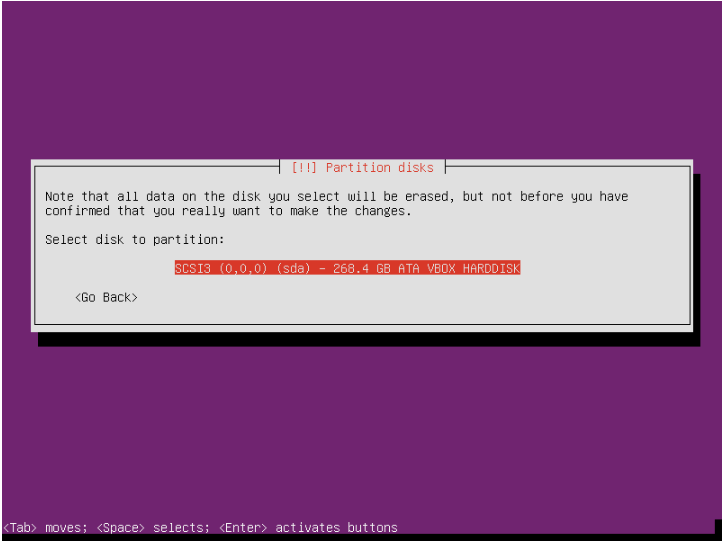 [!!] Partition disks
Note that all data on the disk you select will be erased, but not before you have
confirmed that you really want to make the changes.
Select disk to partition:
SCSI3 (0,0,0) (sda) - 268.4 GB ATA VBOX HARDDISK
<Go Back>
<Tab> moves; <Space> selects; <Enter> activates buttons